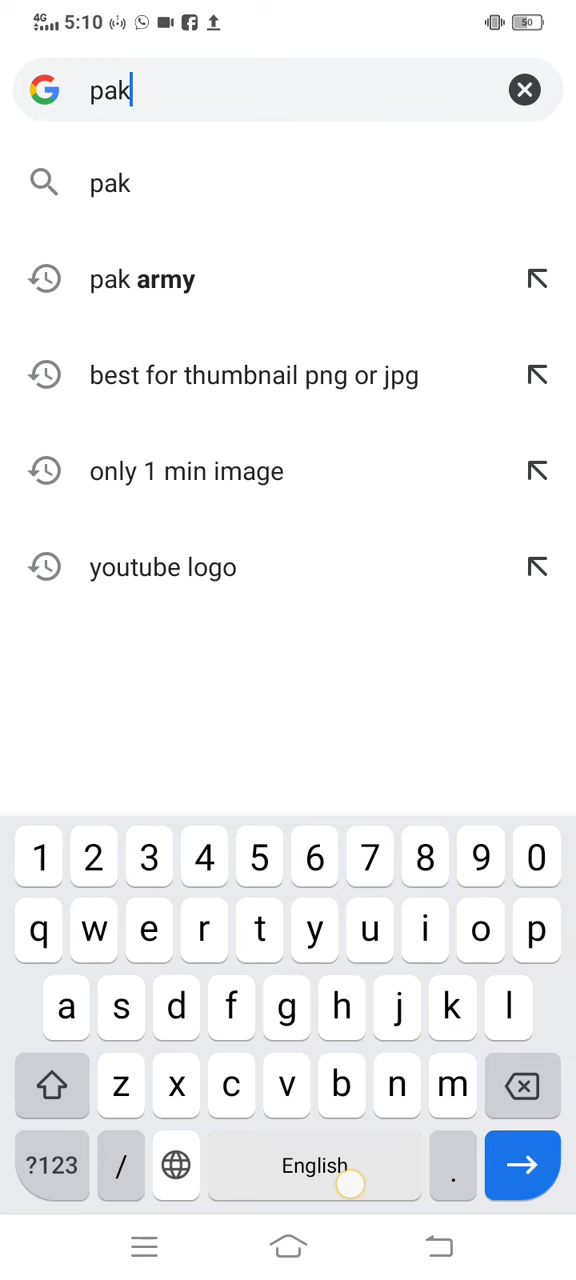 4G 5:10 50
pak
pak
pak army
best for thumbnail png or jpg
only 1 min image
youtube logo
1 2 3 4 5 6 7 8 9 0
q w e r t y u i o p
a s d f g h j k l
z x c v b n m
?123 / English .